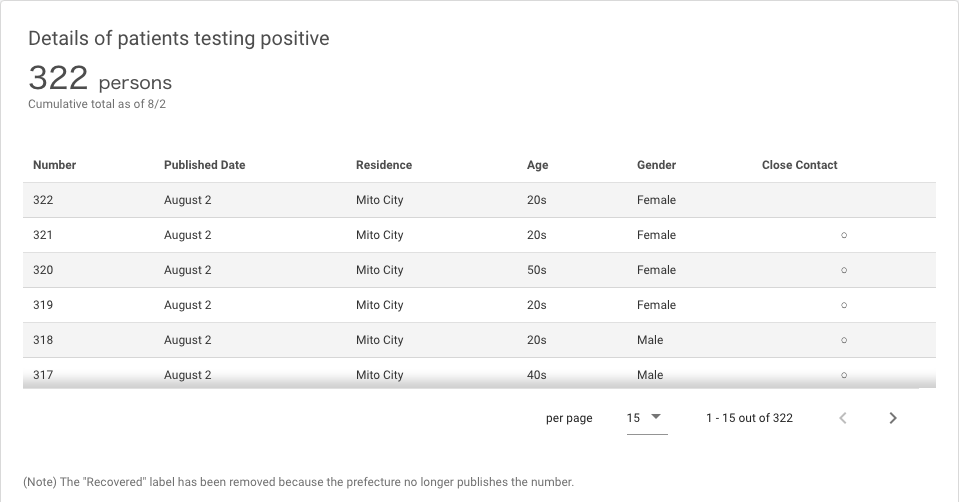 Details of patients testing positive
322 persons
Cumulative total as of 8/2
Number Published Date Residence Age Gender Close Contact
322 August 2 Mito City 20s Female
321 August 2 Mito City 20s Female ○
320 August 2 Mito City 50s Female ○
319 August 2 Mito City 20s Female ○
318 August 2 Mito City 20s Male ○
317 August 2 Mito City 40s Male ○
per page 15 1 - 15 out of 322
(Note) The "Recovered" label has been removed because the prefecture no longer publishes the number.